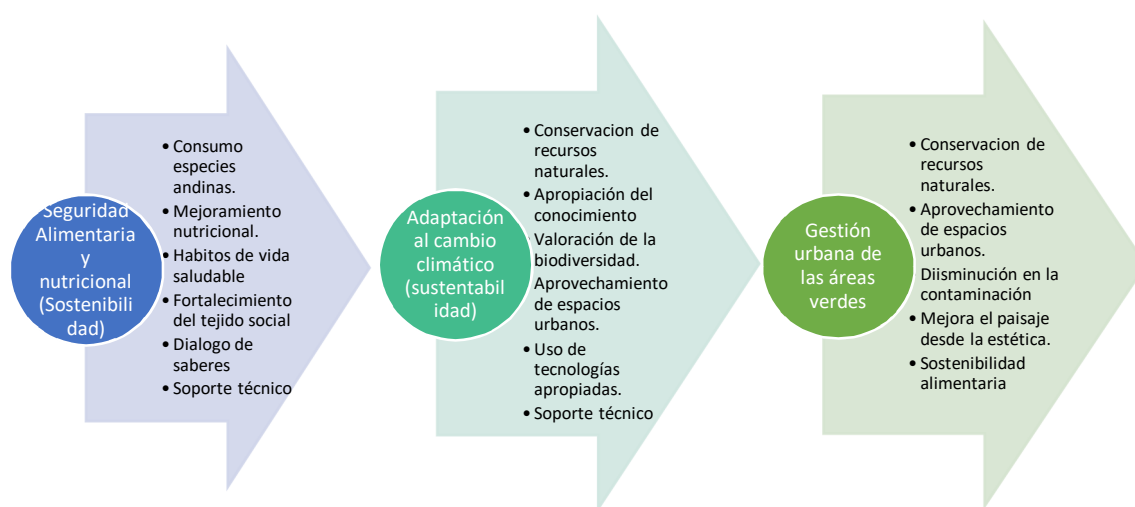 Seguridad
Alimentaria
y
nutricional
(Sostenibili
dad)
• Consumo
especies
andinas.
• Mejoramiento
nutricional.
• Habitos de vida
saludable
• Fortalecimiento
del tejido social
• Dialogo de
saberes
• Soporte técnico
Adaptación
al cambio
climático
(sustentabil
idad)
• Conservacion de
recursos
naturales.
• Apropiación del
conocimiento
• Valoración de la
biodiversidad.
• Aprovechamiento
de espacios
urbanos.
• Uso de
tecnologías
apropiadas.
• Soporte técnico
Gestión
urbana de
las áreas
verdes
• Conservacion de
recursos
naturales.
• Aprovechamiento
de espacios
urbanos.
• Diisminución en la
contaminación
• Mejora el paisaje
desde la estética.
• Sostenibilidad
alimentaria